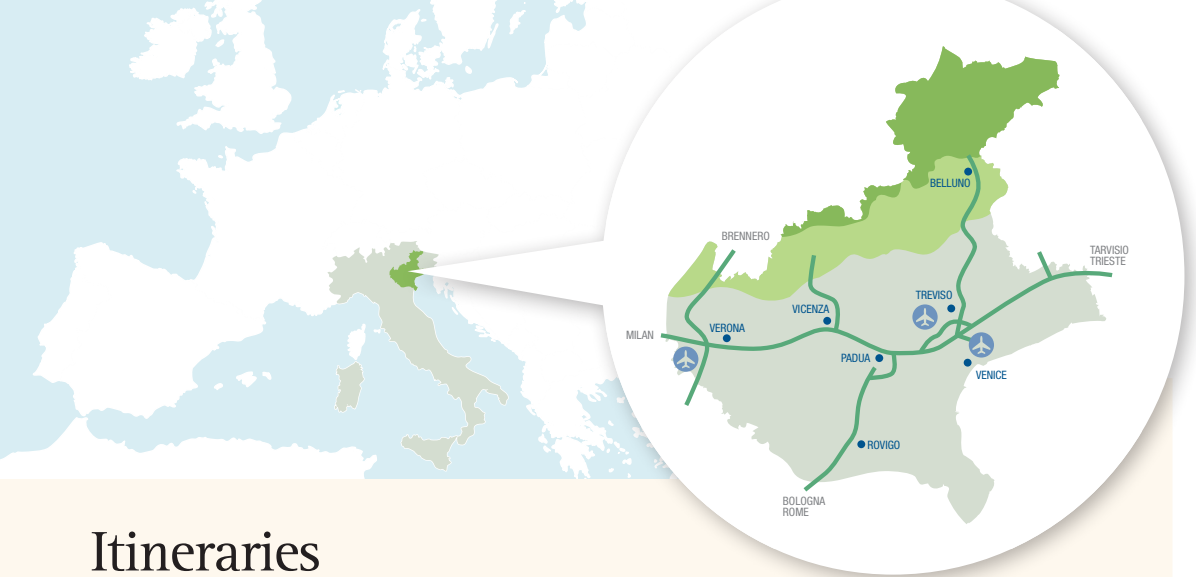 BELLUNO
BRENNERO
TARVISIO
TRIESTE
TREVISO
VICENZA
MILAN
VERONA
PADUA
VENICE
ROVIGO
BOLOGNA
ROME
Itineraries